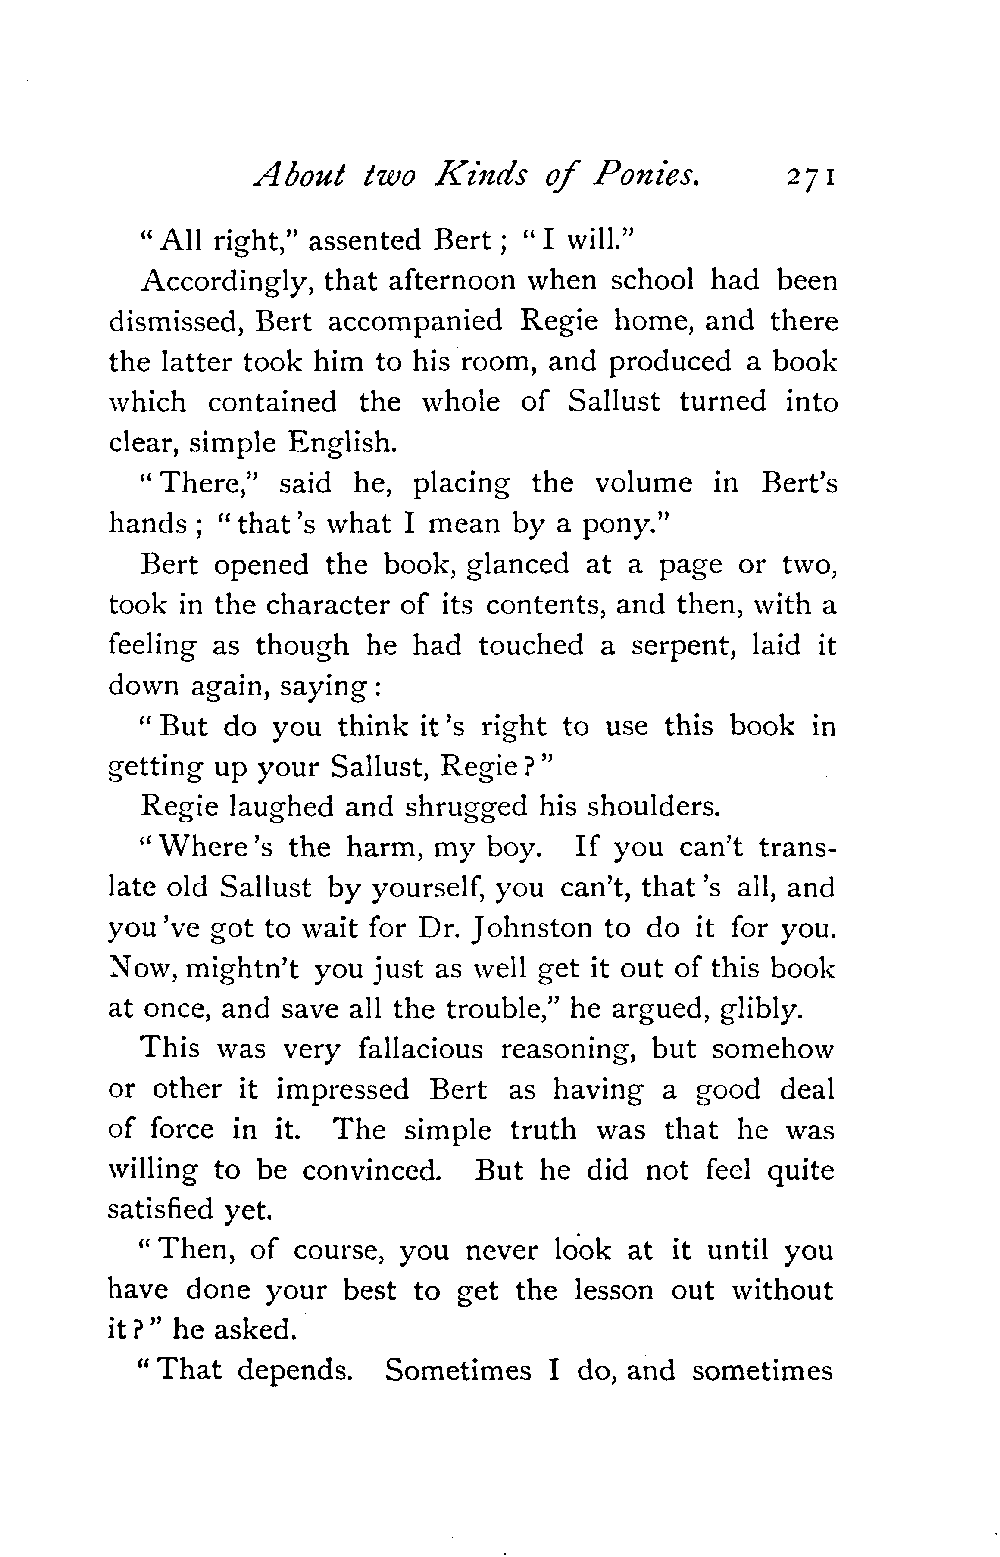 About two Kinds of Ponies. 271
"All right," assented Bert; "I will."
Accordingly, that afternoon when school had been
dismissed, Bert accompanied Regie home, and there
the latter took him to his room, and produced a book
which contained the whole of Sallust turned into
clear, simple English.
"There," said he, placing the volume in Bert's
hands; "that's what I mean by a pony."
Bert opened the book, glanced at a page or two,
took in the character of its contents, and then, with a
feeling as though he had touched a serpent, laid it
down again, saying:
"But do you think it's right to use this book in
getting up your Sallust, Regie?"
Regie laughed and shrugged his shoulders.
"Where's the harm, my boy. If you can't trans-
late old Sallust by yourself, you can't, that's all, and
you've got to wait for Dr. Johnston to do it for you.
Now, mightn't you just as well get it out of this book
at once, and save all the trouble," he argued, glibly.
This was very fallacious reasoning, but somehow
or other it impressed Bert as having a good deal
of force in it. The simple truth was that he was
willing to be convinced. But he did not feel quite
satisfied yet.
"Then, of course, you never look at it until you
have done your best to get the lesson out without
it?" he asked.
"That depends. Sometimes I do, and sometimes